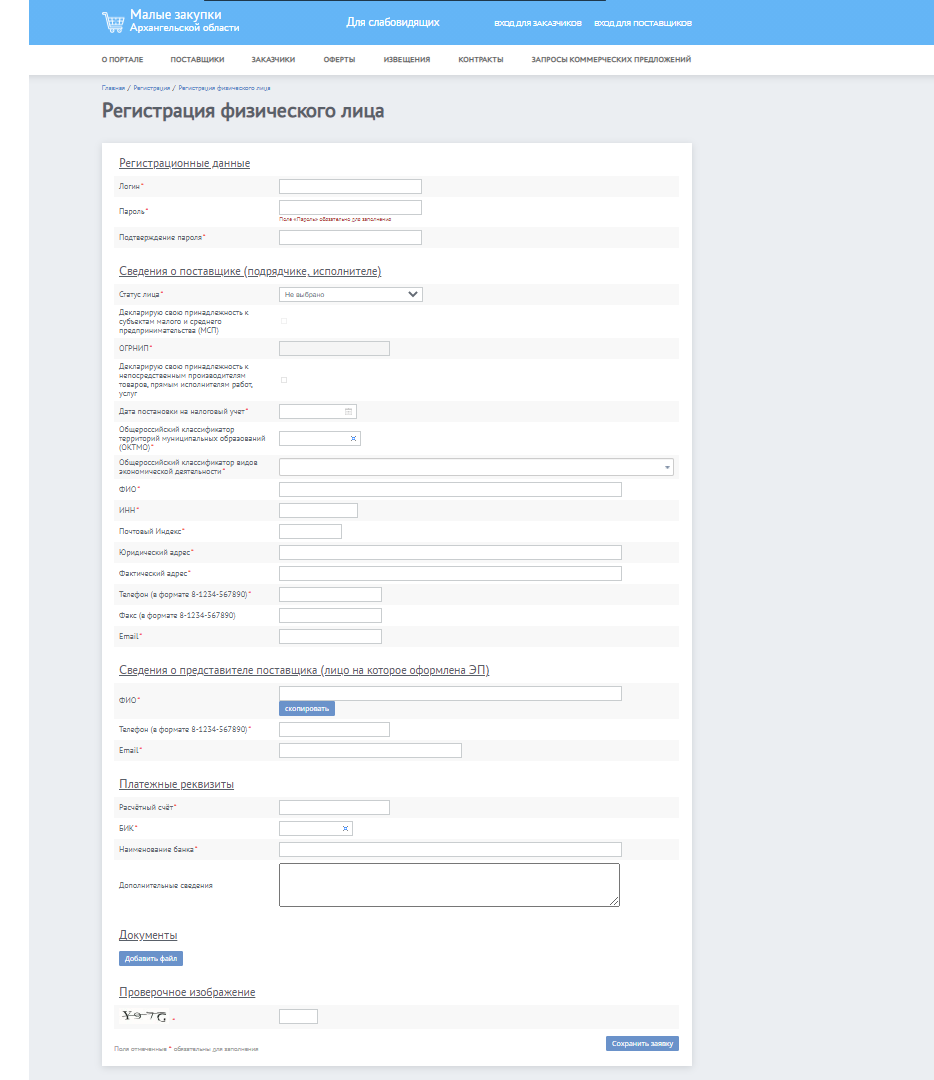 Малые закупки
Архангельской области
Для слабовидящих
ВХОД ДЛЯ ЗАКАЗЧИКОВ
ВХОД ДЛЯ ПОСТАВЩИКОВ
О ПОРТАЛЕ
ПОСТАВЩИКИ
ЗАКАЗЧИКИ
ОФЕРТЫ
ИЗВЕЩЕНИЯ
КОНТРАКТЫ
ЗАПРОСЫ КОММЕРЧЕСКИХ ПРЕДЛОЖЕНИЙ
Главная / Регистрация / Регистрация физического лица
Регистрация физического лица
Регистрационные данные
Логин*
Пароль*
Поле «Пароль» обязательно для заполнения
Подтверждение пароля*
Сведения о поставщике (подрядчике, исполнителе)
Статус лица*
Не выбрано
Декларирую свою принадлежность к
субъектам малого и среднего
предпринимательства (МСП)
ОГРНИП*
Декларирую свою принадлежность к
непосредственным производителям
товаров, прямым исполнителям работ,
услуг
Дата постановки на налоговый учет*
Общероссийский классификатор
территорий муниципальных образований
(ОКТМО)*
Общероссийский классификатор видов
экономической деятельности*
ФИО*
ИНН*
Почтовый Индекс*
Юридический адрес*
Фактический адрес*
Телефон (в формате 8-1234-567890)*
Факс (в формате 8-1234-567890)
Email*
Сведения о представителе поставщика (лицо на которое оформлена ЭП)
ФИО*
скопировать
Телефон (в формате 8-1234-567890)*
Email*
Платежные реквизиты
Расчётный счёт*
БИК*
Наименование банка*
Дополнительные сведения
Документы
Добавить файл
Проверочное изображение
Y97G *
Поля отмеченные * обязательны для заполнения
Сохранить заявку